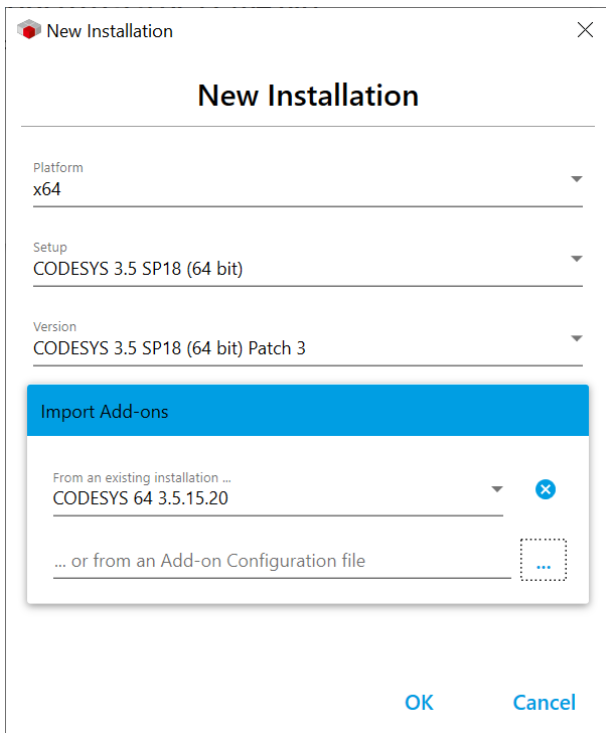 New Installation
New Installation
Platform
x64
Setup
CODESYS 3.5 SP18 (64 bit)
Version
CODESYS 3.5 SP18 (64 bit) Patch 3
Import Add-ons
From an existing installation ...
CODESYS 64 3.5.15.20
... or from an Add-on Configuration file
...
OK
Cancel